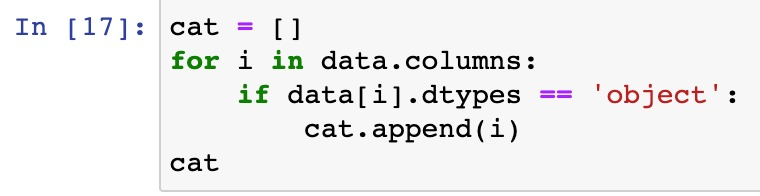 In [17]: cat = []
for i in data.columns:
    if data[i].dtypes == 'object':
        cat.append(i)
cat